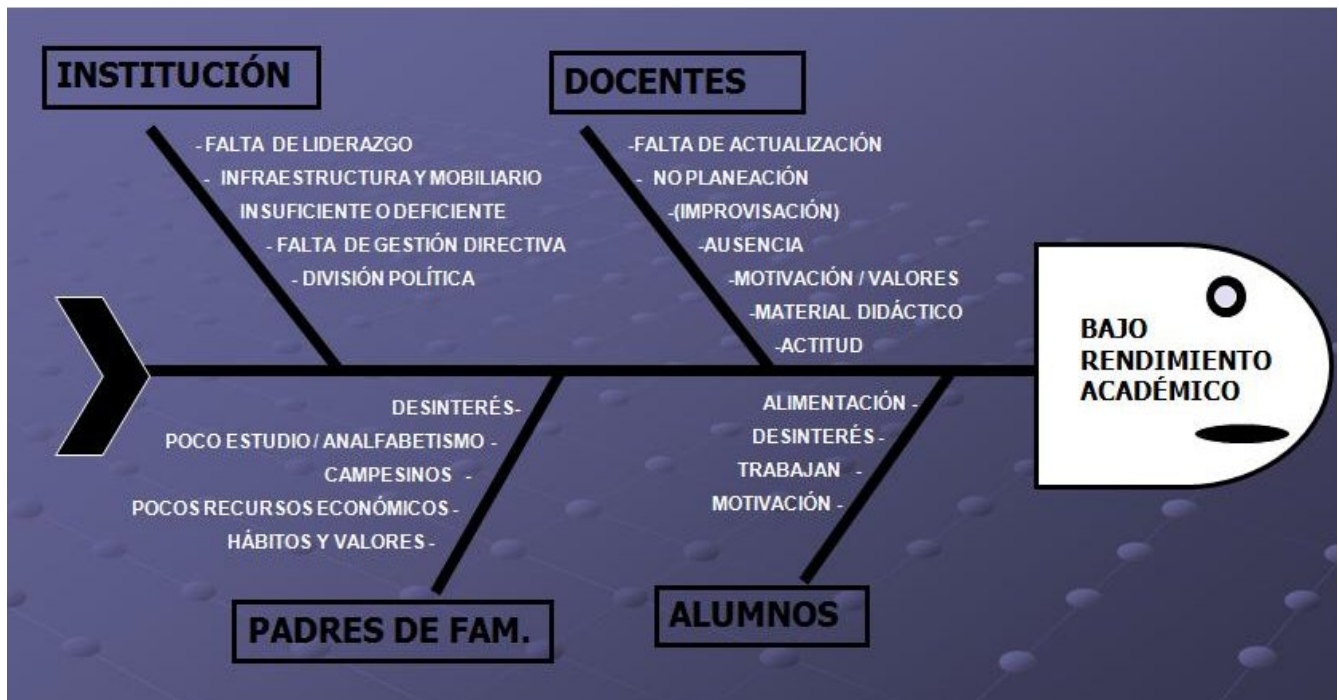 INSTITUCIÓN
- FALTA DE LIDERAZGO
- INFRAESTRUCTURA Y MOBILIARIO
INSUFICIENTE O DEFICIENTE
- FALTA DE GESTIÓN DIRECTIVA
- DIVISIÓN POLÍTICA
DOCENTES
-FALTA DE ACTUALIZACIÓN
- NO PLANEACIÓN
-(IMPROVISACIÓN)
-AUSENCIA
-MOTIVACIÓN / VALORES
-MATERIAL DIDÁCTICO
-ACTITUD
BAJO
RENDIMIENTO
ACADÉMICO
DESINTERÉS-
POCO ESTUDIO / ANALFABETISMO -
CAMPESINOS -
POCOS RECURSOS ECONÓMICOS -
HÁBITOS Y VALORES -
PADRES DE FAM.
ALIMENTACIÓN -
DESINTERÉS -
TRABAJAN -
MOTIVACIÓN -
ALUMNOS